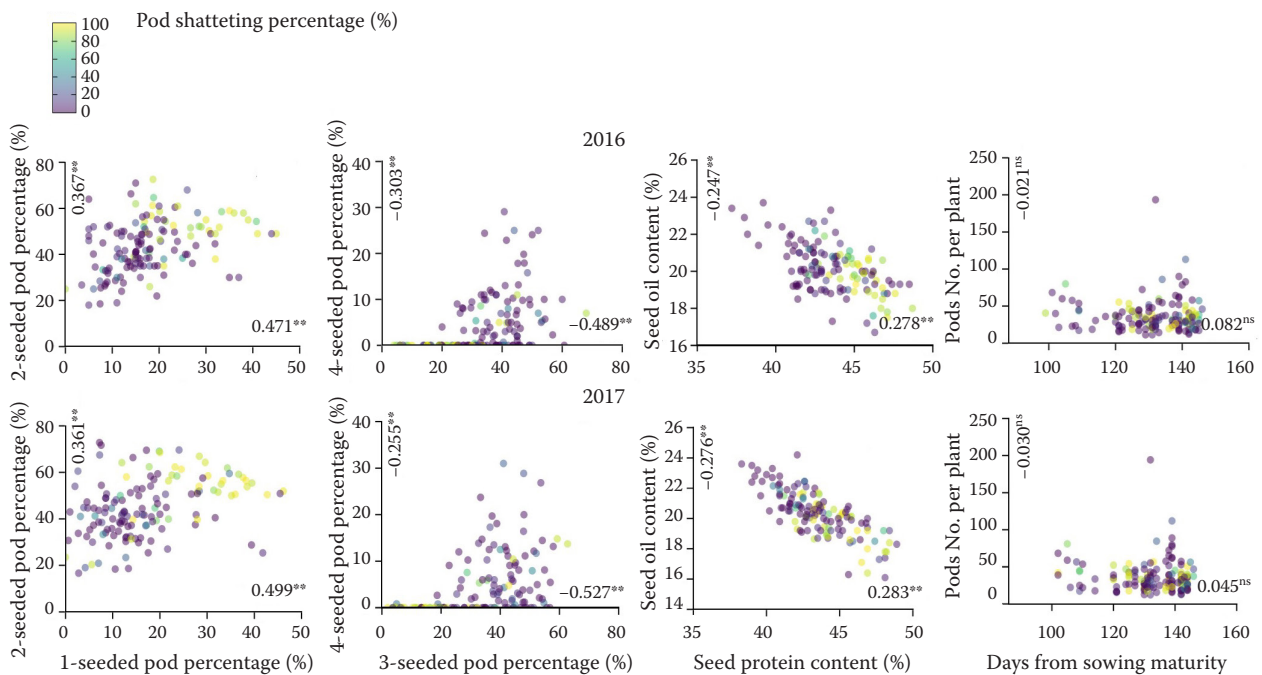 Pod shatteting percentage (%)
100
80
60
40
20
0
2016
2-seeded pod percentage (%)
80
60
40
20
0
0.367**
0.471**
0 10 20 30 40 50
4-seeded pod percentage (%)
40
30
20
10
0
−0.303**
−0.489**
0 20 40 60 80
Seed oil content (%)
26
24
22
20
18
16
−0.247**
0.278**
35 40 45 50
Pods No. per plant
250
200
150
100
50
0
−0.021ns
0.082ns
100 120 140 160
2017
2-seeded pod percentage (%)
80
60
40
20
0
0.361**
0.499**
0 10 20 30 40 50
1-seeded pod percentage (%)
4-seeded pod percentage (%)
40
30
20
10
0
−0.255**
−0.527**
0 20 40 60 80
3-seeded pod percentage (%)
Seed oil content (%)
26
24
22
20
18
16
14
−0.276**
0.283**
35 40 45 50
Seed protein content (%)
Pods No. per plant
250
200
150
100
50
0
−0.030ns
0.045ns
100 120 140 160
Days from sowing maturity